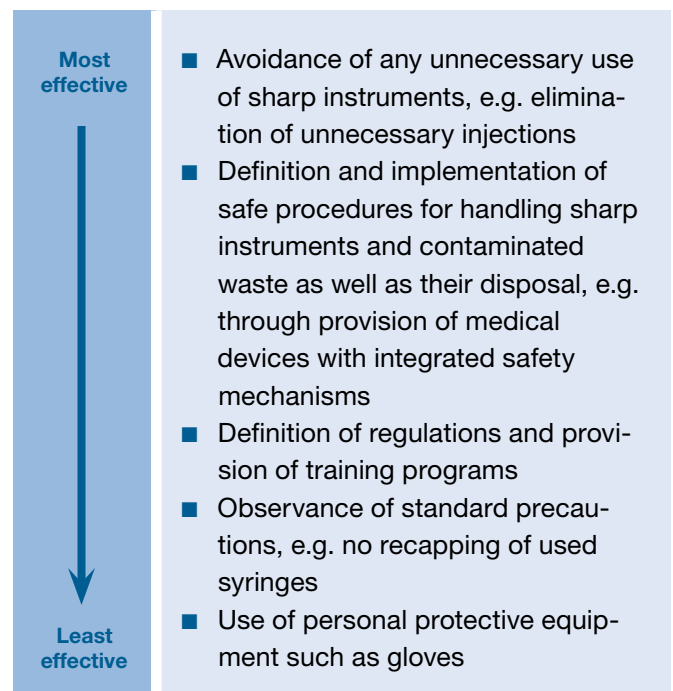 Most
effective
■ Avoidance of any unnecessary use
of sharp instruments, e.g. elimina-
tion of unnecessary injections
■ Definition and implementation of
safe procedures for handling sharp
instruments and contaminated
waste as well as their disposal, e.g.
through provision of medical
devices with integrated safety
mechanisms
■ Definition of regulations and provi-
sion of training programs
■ Observance of standard precau-
tions, e.g. no recapping of used
syringes
■ Use of personal protective equip-
ment such as gloves
Least
effective